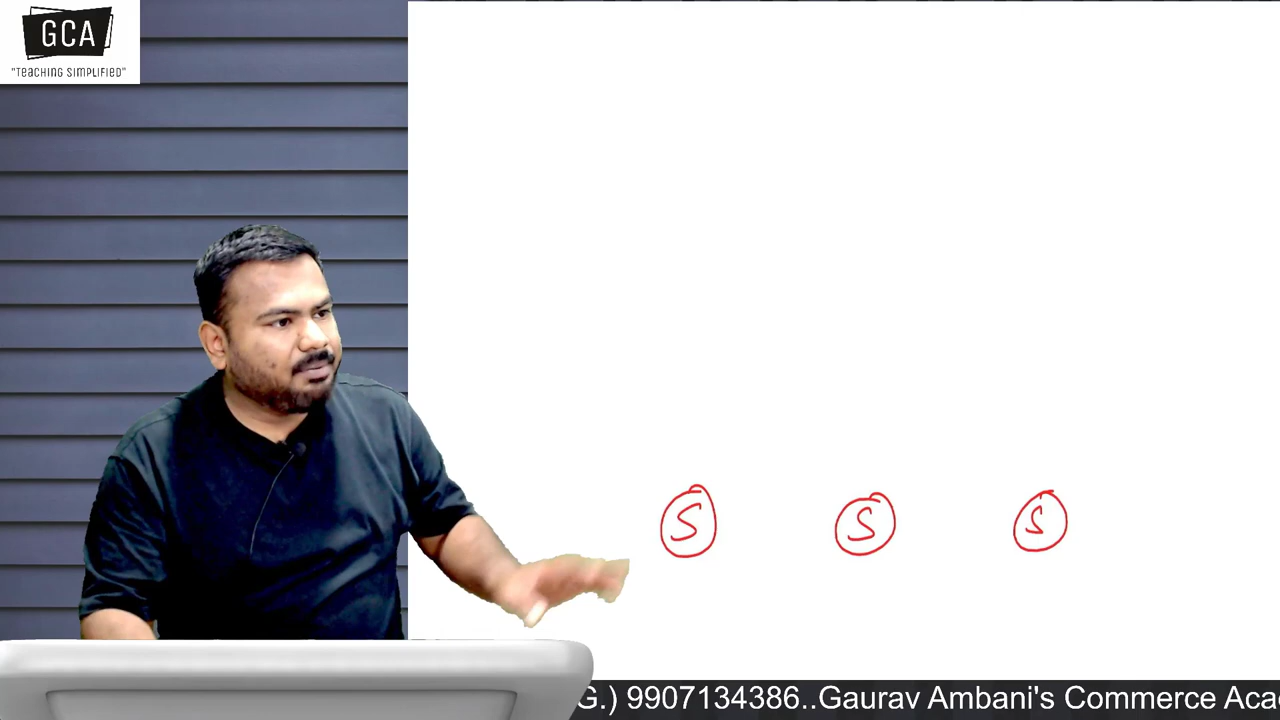 GCA
"Teaching SIMPLIFIED"
S S S
G.) 9907134386..Gaurav Ambani's Commerce Aca